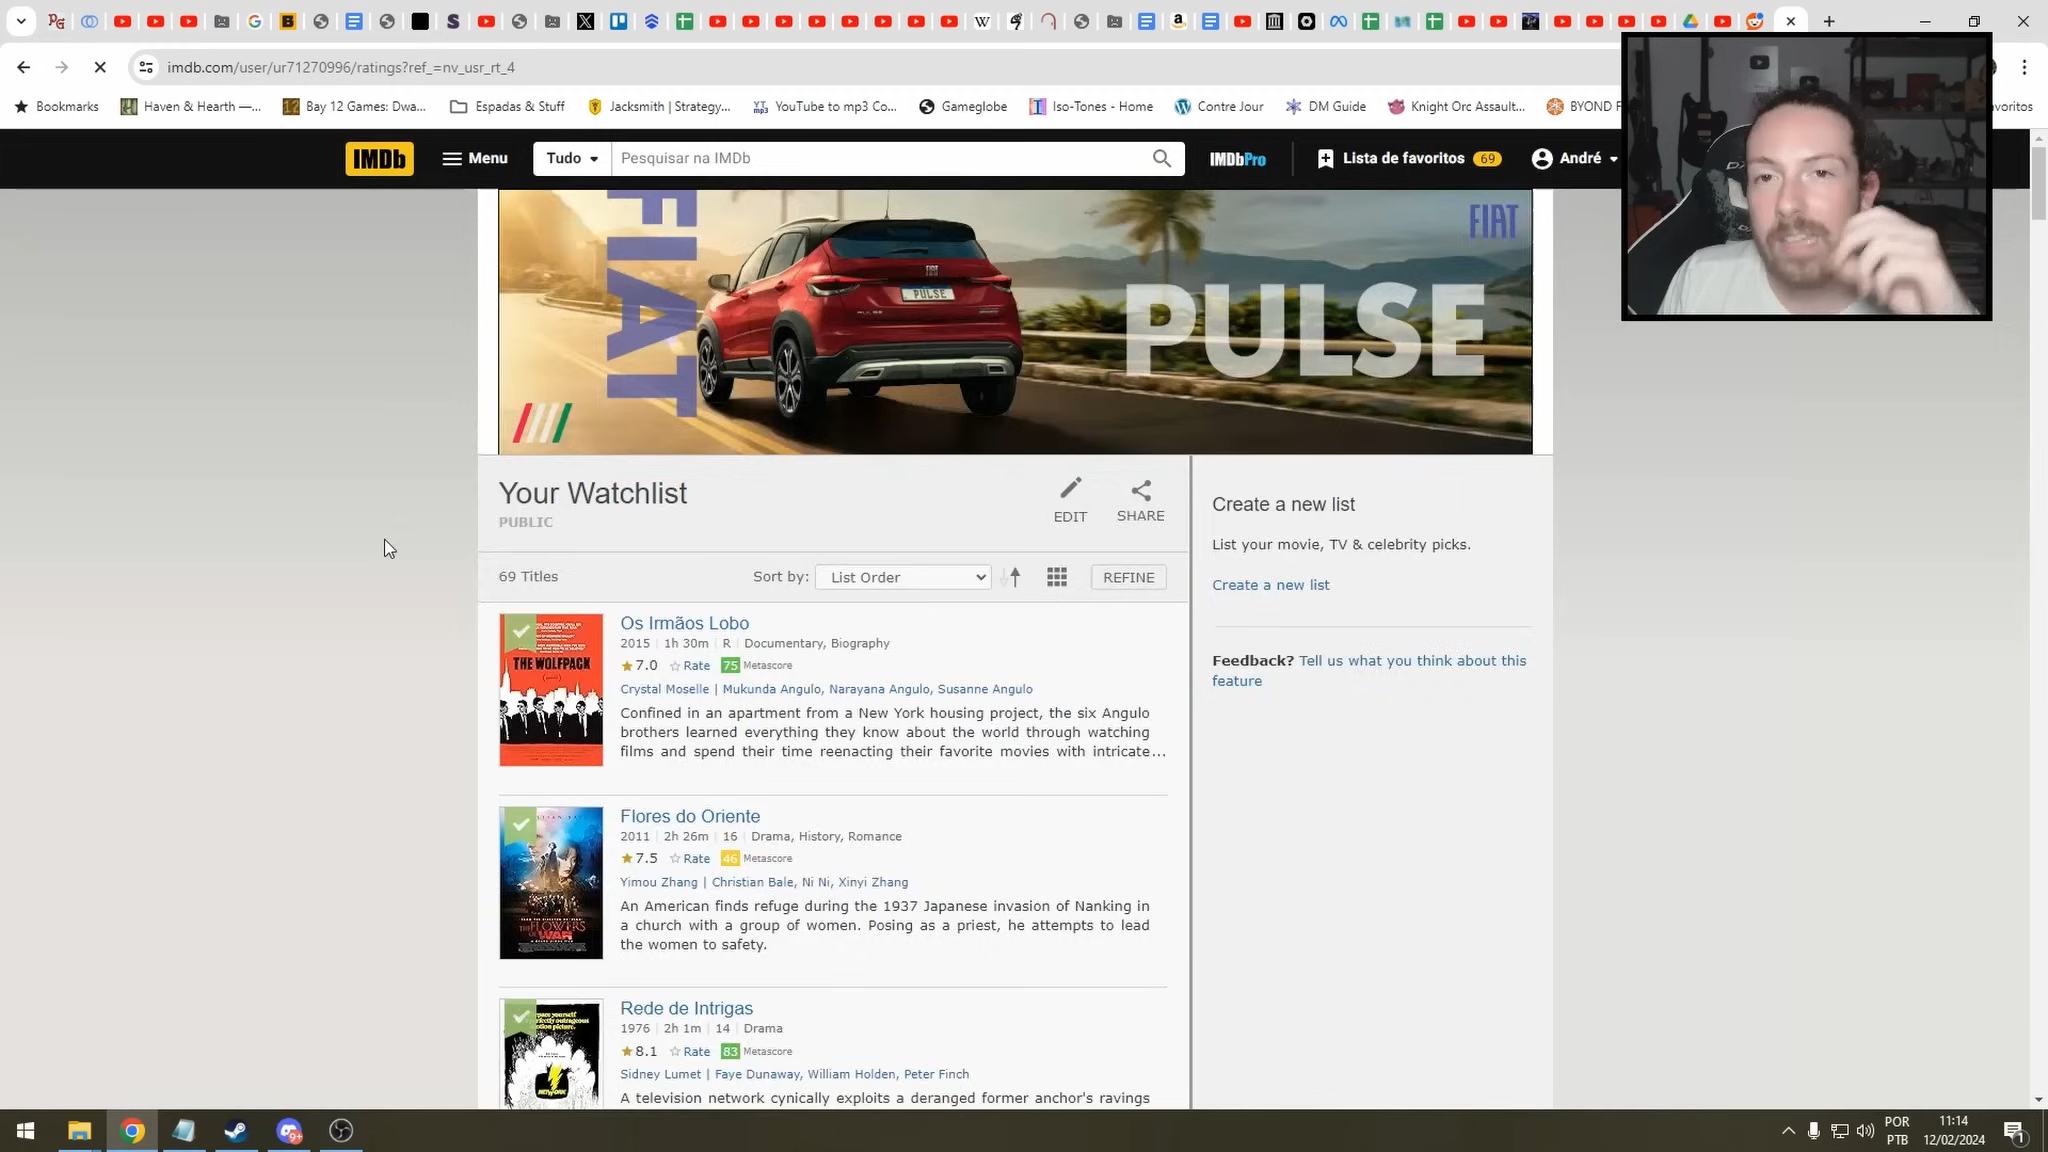 imdb.com/user/ur71270996/ratings?ref_=nv_usr_rt_4
Bookmarks
Haven & Hearth —...
Bay 12 Games: Dwa...
Espadas & Stuff
Jacksmith | Strategy...
YouTube to mp3 Co...
Gameglobe
Iso-Tones - Home
Contre Jour
DM Guide
Knight Orc Assault...
BYOND F
avoritos
IMDb
Menu
Tudo
Pesquisar na IMDb
IMDbPro
Lista de favoritos 69
André
FIAT
FIAT
PULSE
PULSE
Your Watchlist
PUBLIC
EDIT
SHARE
69 Titles
Sort by: List Order
REFINE
Os Irmãos Lobo
2015 | 1h 30m | R | Documentary, Biography
7.0 Rate 75 Metascore
Crystal Moselle | Mukunda Angulo, Narayana Angulo, Susanne Angulo
Confined in an apartment from a New York housing project, the six Angulo
brothers learned everything they know about the world through watching
films and spend their time reenacting their favorite movies with intricate...
THE WOLFPACK
Flores do Oriente
2011 | 2h 26m | 16 | Drama, History, Romance
7.5 Rate 46 Metascore
Yimou Zhang | Christian Bale, Ni Ni, Xinyi Zhang
An American finds refuge during the 1937 Japanese invasion of Nanking in
a church with a group of women. Posing as a priest, he attempts to lead
the women to safety.
THE FLOWERS
OF WAR
Rede de Intrigas
1976 | 2h 1m | 14 | Drama
8.1 Rate 83 Metascore
Sidney Lumet | Faye Dunaway, William Holden, Peter Finch
A television network cynically exploits a deranged former anchor's ravings
NETWORK
Create a new list
List your movie, TV & celebrity picks.
Create a new list
Feedback? Tell us what you think about this
feature
POR
PTB
11:14
12/02/2024